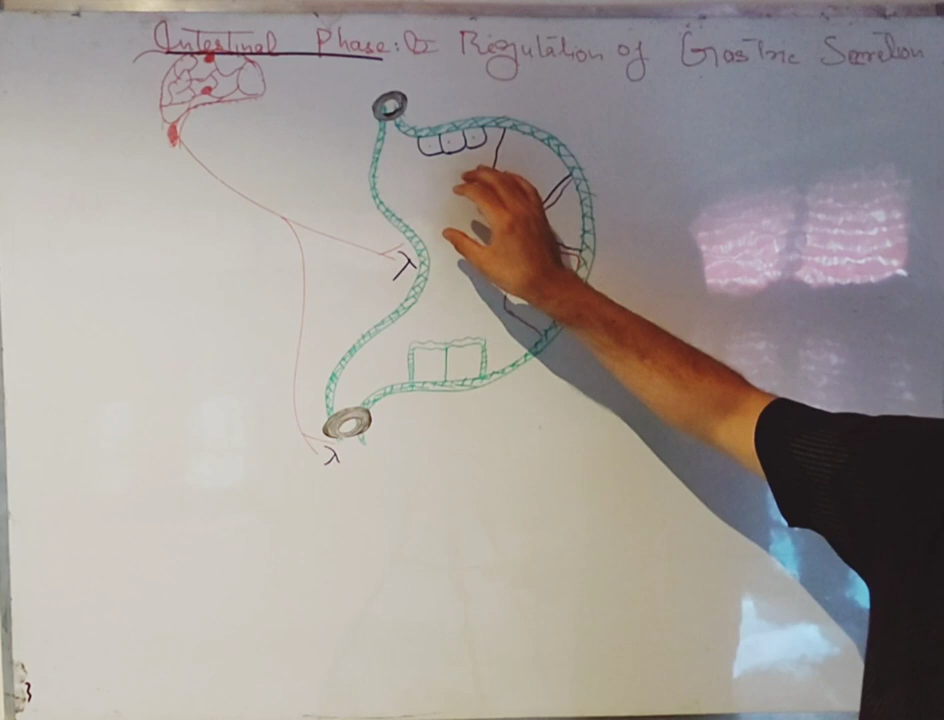 Intestinal Phase:- Regulation of Gastric Secretion